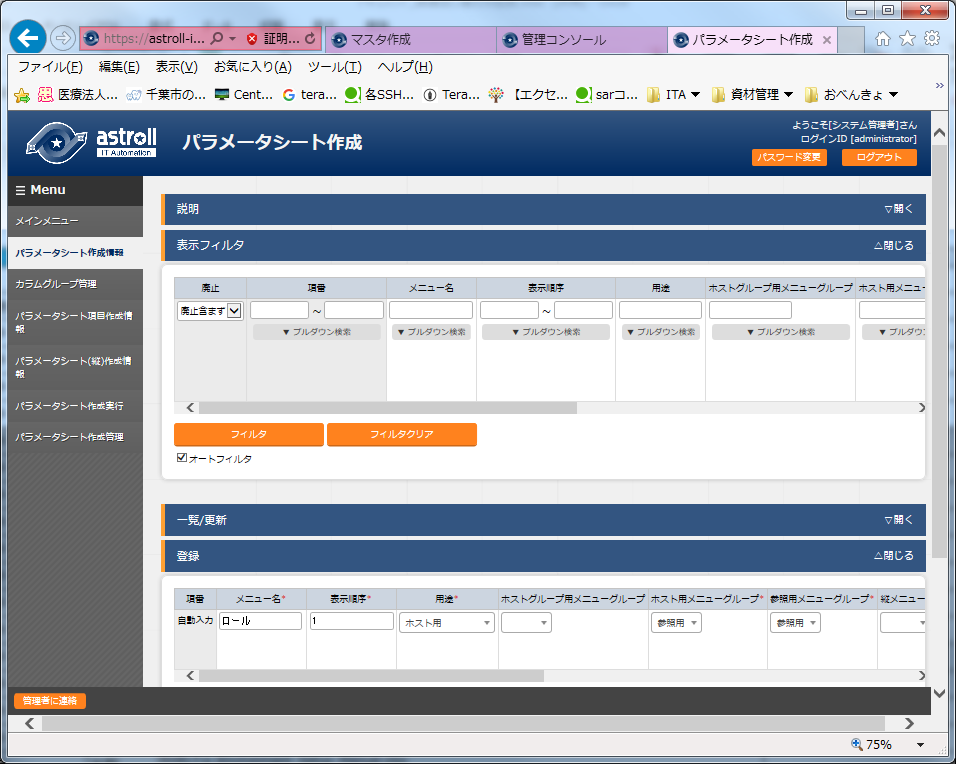 https://astroll-i... 証明... マスタ作成 管理コンソール パラメータシート作成
ファイル(F) 編集(E) 表示(V) お気に入り(A) ツール(T) ヘルプ(H)
医療法人... 千葉市の... Cent... tera... 各SSH... Tera... 【エクセ... sarコ... ITA 資材管理 おべんきょ
astroll
IT Automation
パラメータシート作成
ようこそ[システム管理者]さん
ログインID [administrator]
パスワード変更 ログアウト
☰ Menu
メインメニュー
パラメータシート作成情報
カラムグループ管理
パラメータシート項目作成情報
パラメータシート(縦)作成情報
パラメータシート作成実行
パラメータシート作成管理
説明 ▽開く
表示フィルタ △閉じる
廃止 項番 メニュー名 表示順序 用途 ホストグループ用メニューグループ ホスト用メニュー
廃止含まず ～ ～
▼ プルダウン検索 ▼ プルダウン検索 ▼ プルダウン検索 ▼ プルダウン検索 ▼ プルダウン検索 ▼ プルダウン
フィルタ フィルタクリア
オートフィルタ
一覧/更新 ▽開く
登録 △閉じる
項番 メニュー名* 表示順序* 用途* ホストグループ用メニューグループ ホスト用メニューグループ* 参照用メニューグループ* 縦メニュー
自動入力 ロール 1 ホスト用 参照用 参照用
管理者に連絡
75%